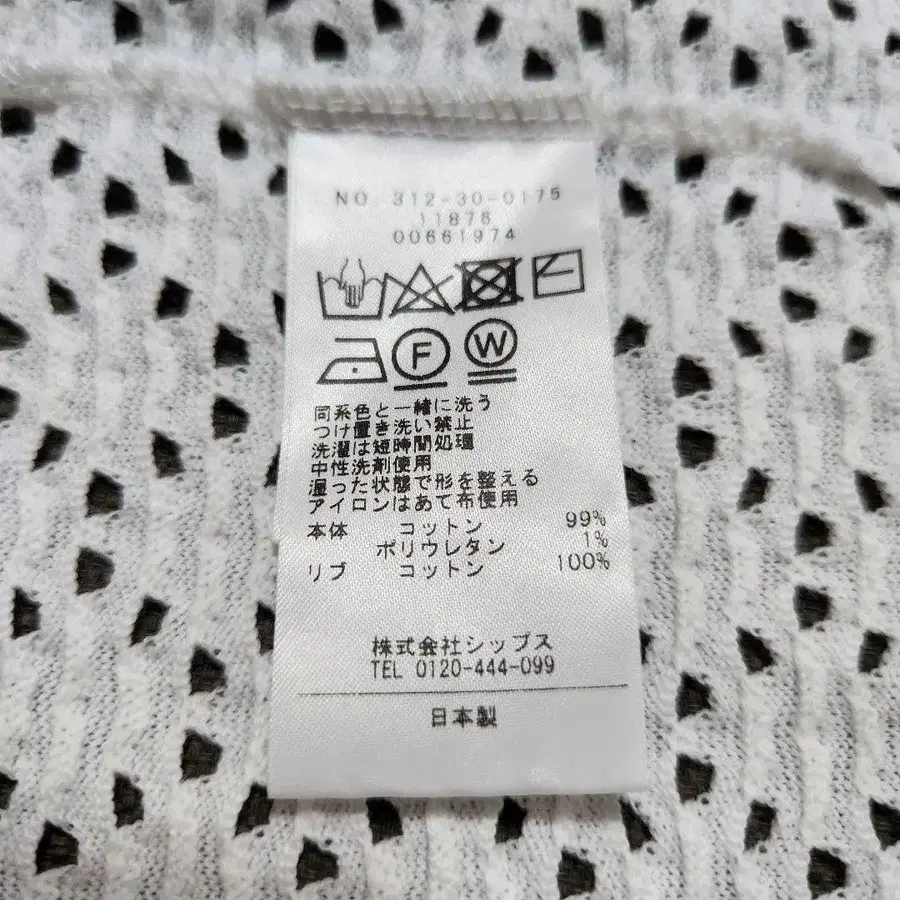 NO. 312-30-0175
11876
00661974
F W
同系色と一緒に洗う
つけ置き洗い禁止
洗濯は短時間処理
中性洗剤使用
湿った状態で形を整える
アイロンはあて布使用
本体 コットン 99%
ポリウレタン 1%
リブ コットン 100%
株式会社シップス
TEL 0120-444-099
日本製